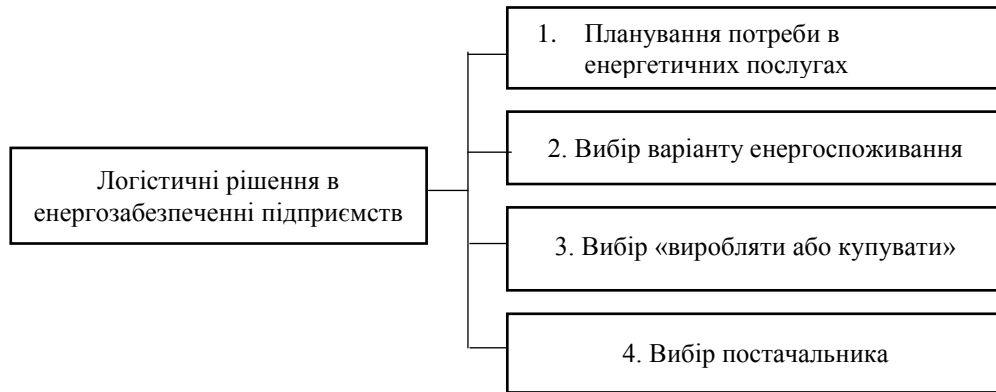 1. Планування потреби в
енергетичних послугах
2. Вибір варіанту енергоспоживання
Логістичні рішення в
енергозабезпеченні підприємств
3. Вибір «виробляти або купувати»
4. Вибір постачальника